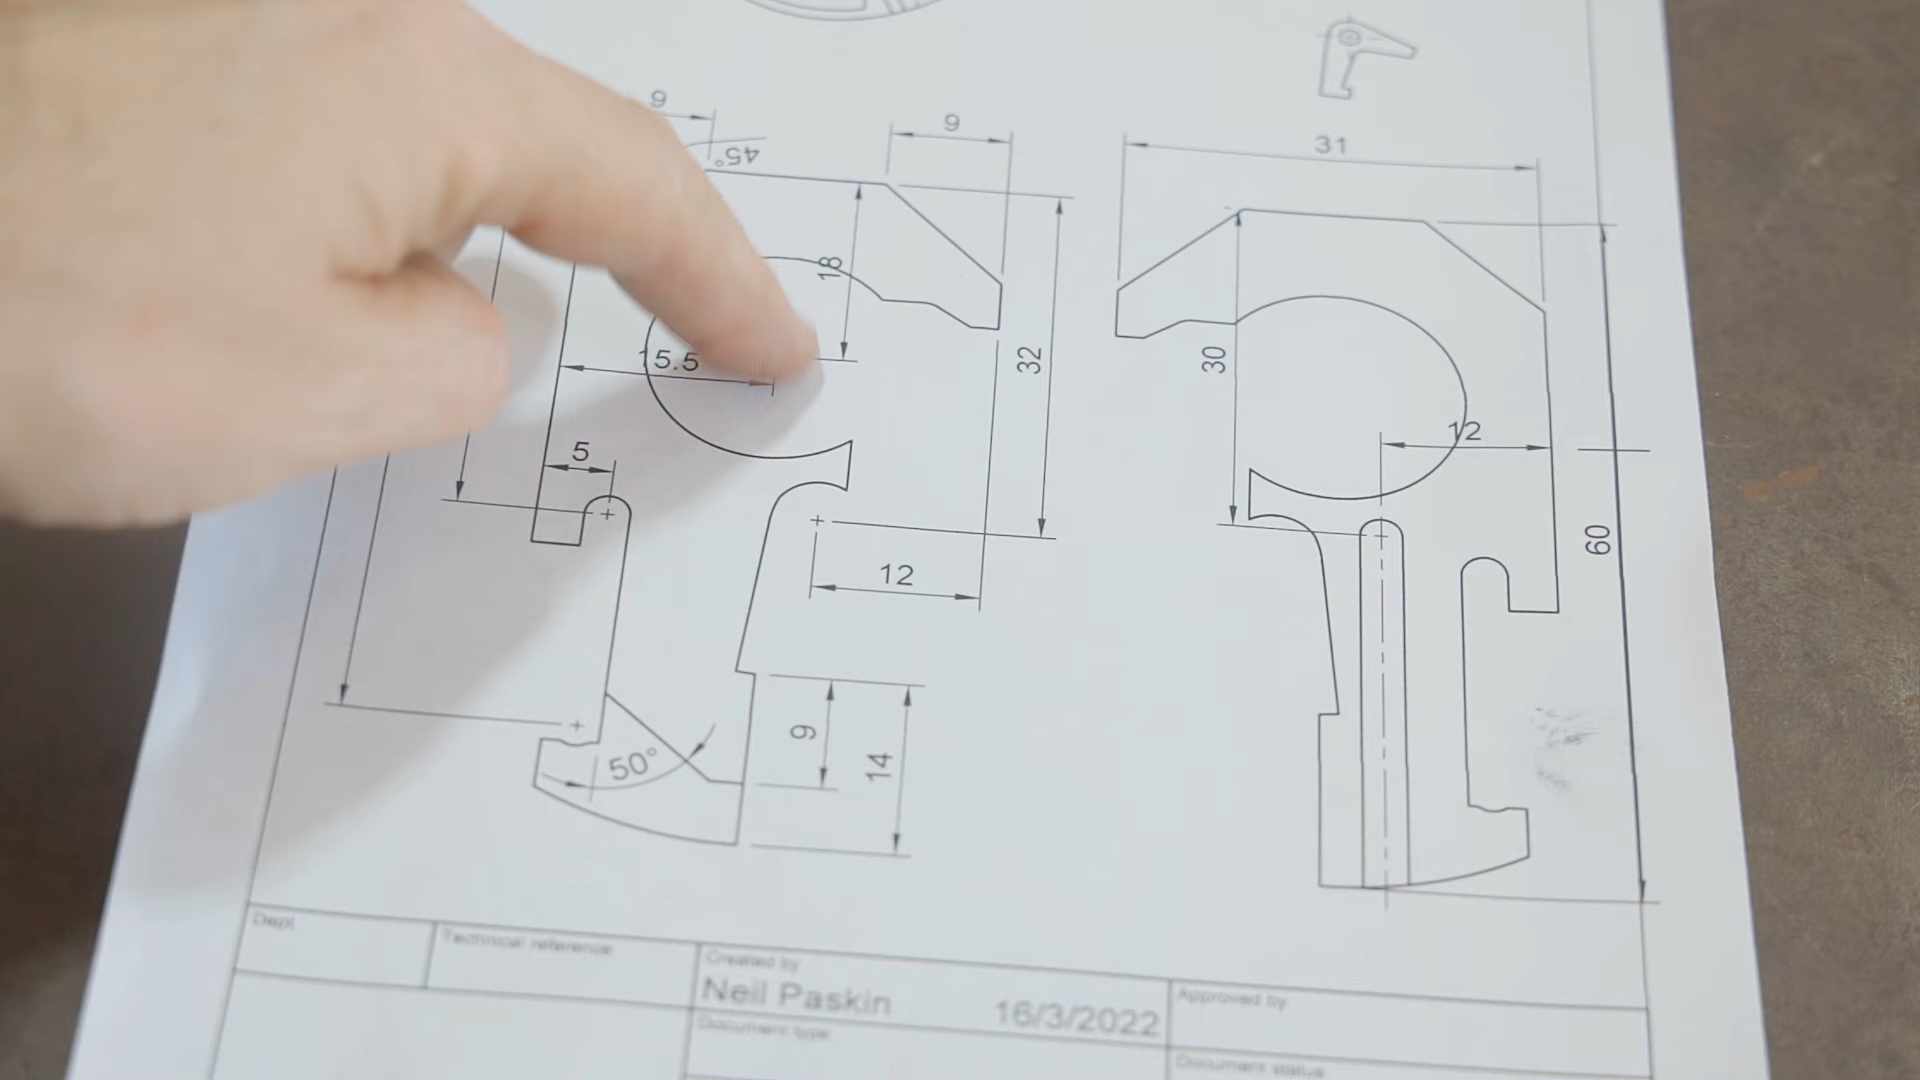 9
9
45°
31
18
15.5
32
30
12
5
12
60
9
14
50°
Dept
Technical reference
Created by
Approved by
Neil Paskin
16/3/2022
Document type
Document status